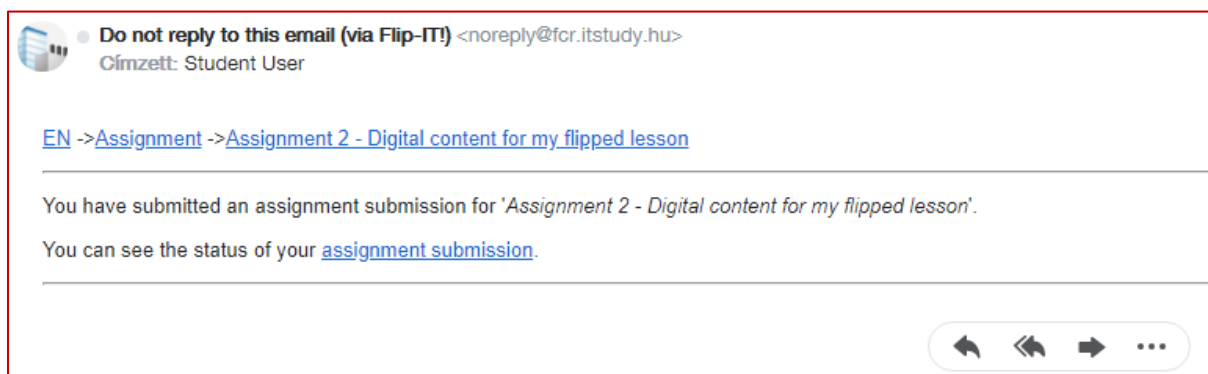 Do not reply to this email (via Flip-IT!) <noreply@fcr.itstudy.hu>
Címzett: Student User
EN ->Assignment ->Assignment 2 - Digital content for my flipped lesson
You have submitted an assignment submission for 'Assignment 2 - Digital content for my flipped lesson'.
You can see the status of your assignment submission.